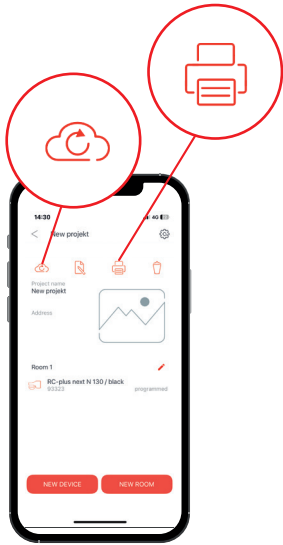 14:30
4G
New projekt
Project name
New projekt
Address
Room 1
RC-plus next N 130 / black
93323
programmed
NEW DEVICE
NEW ROOM